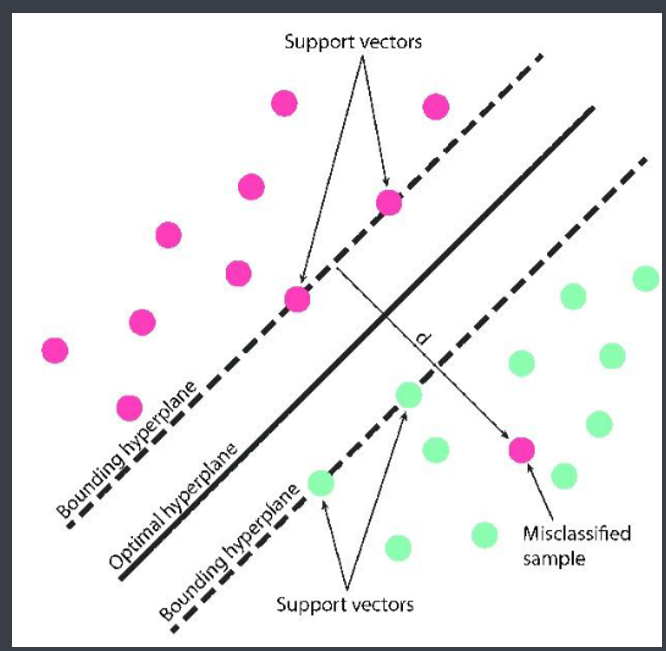 Support vectors
d
Bounding hyperplane
Optimal hyperplane
Bounding hyperplane
Misclassified
sample
Support vectors